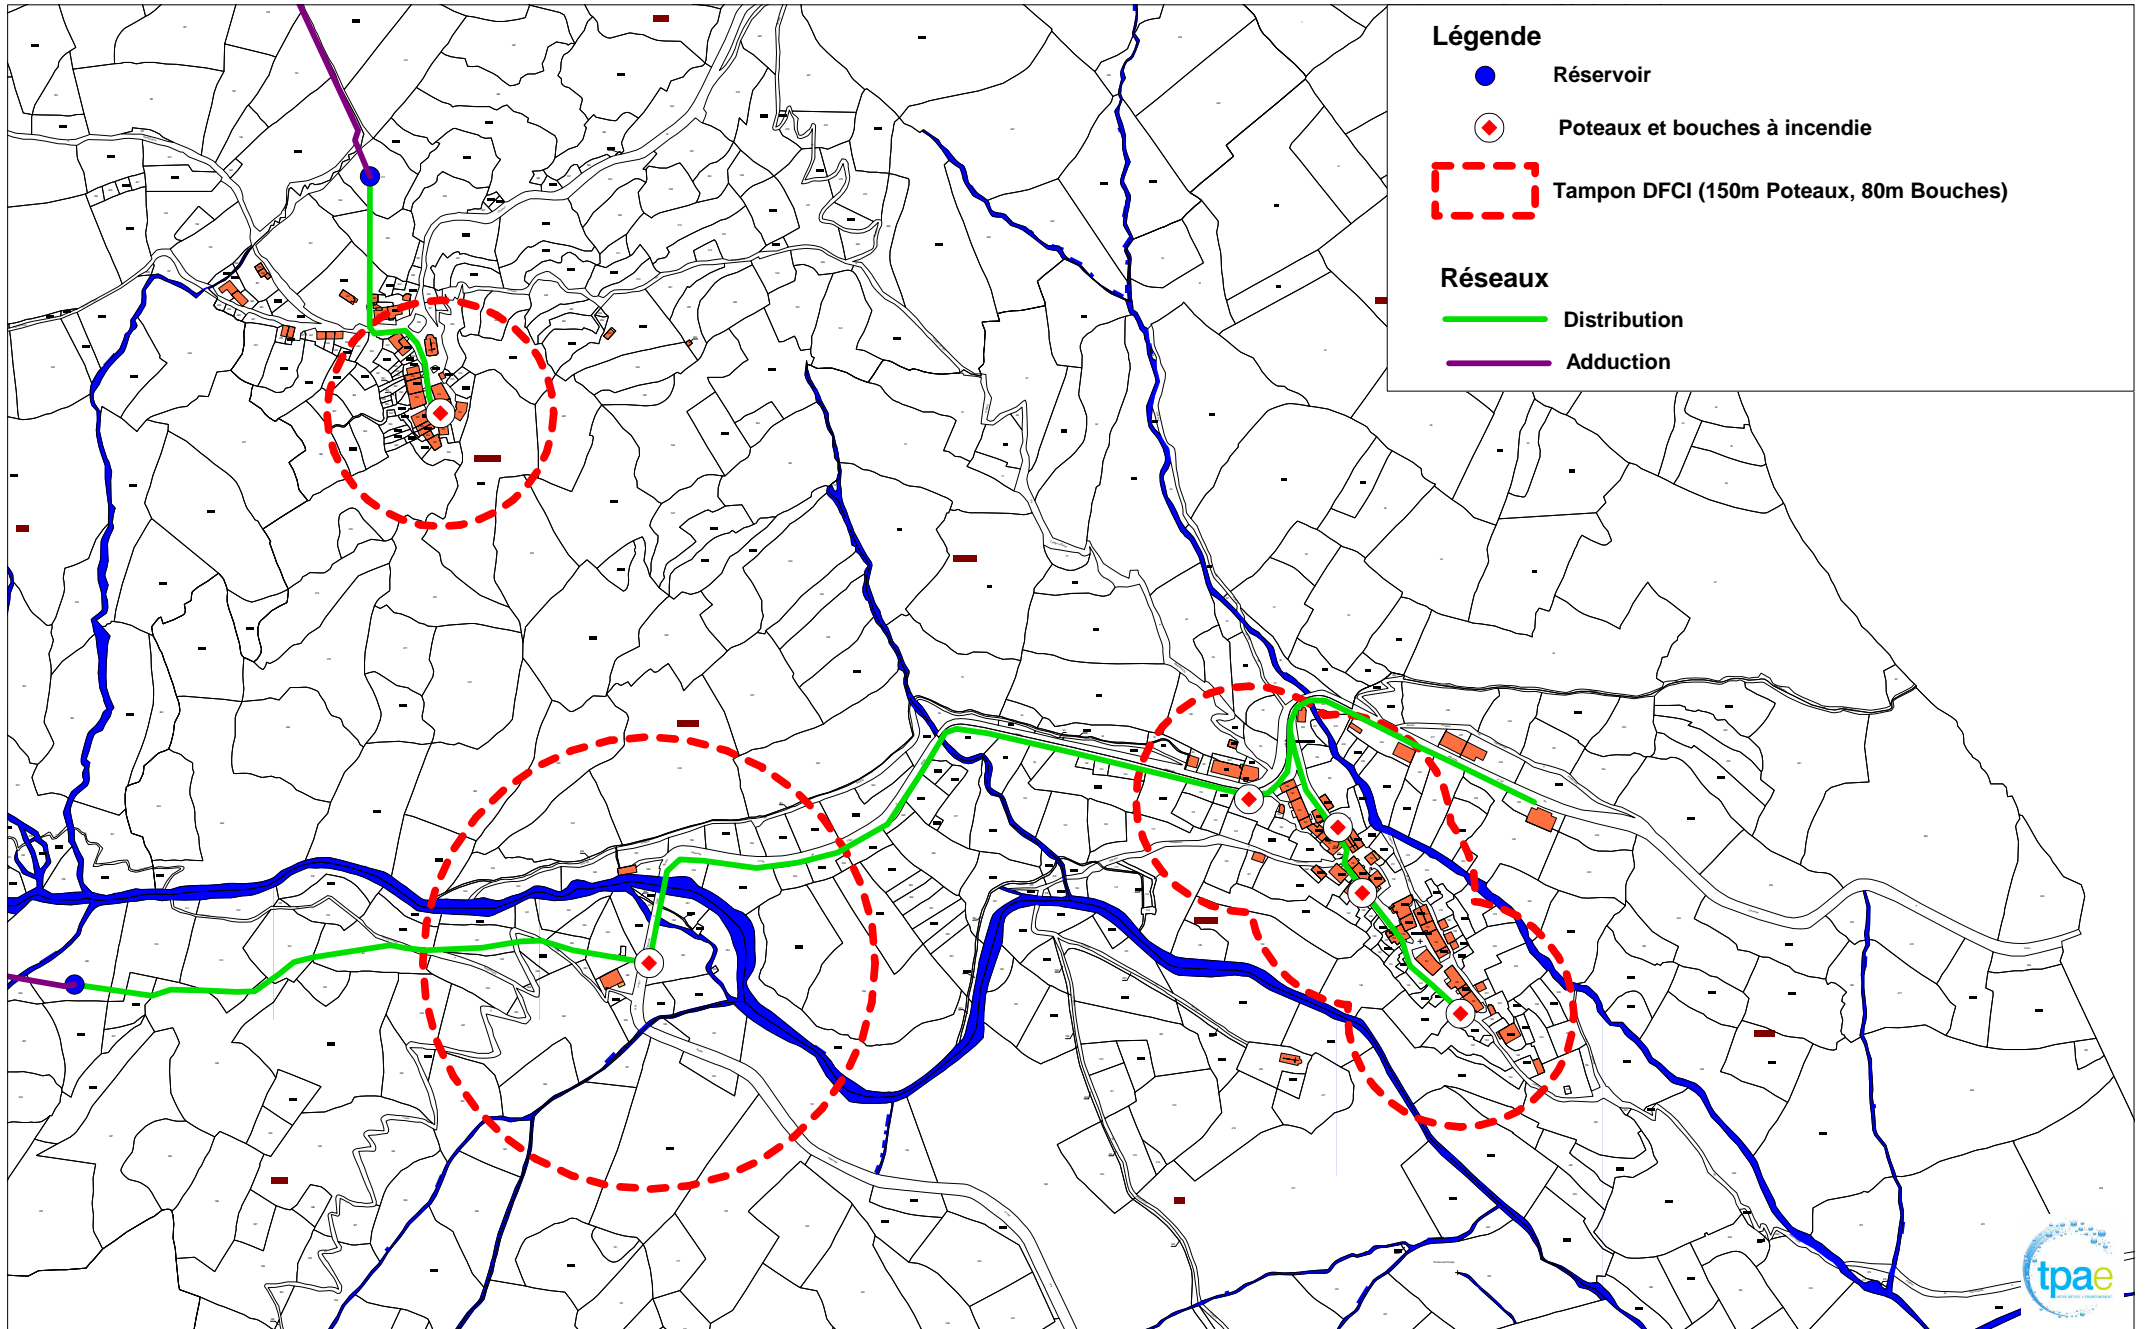 Légende
Réservoir
Poteaux et bouches à incendie
Tampon DFCI (150m Poteaux, 80m Bouches)
Réseaux
Distribution
Adduction
tpae